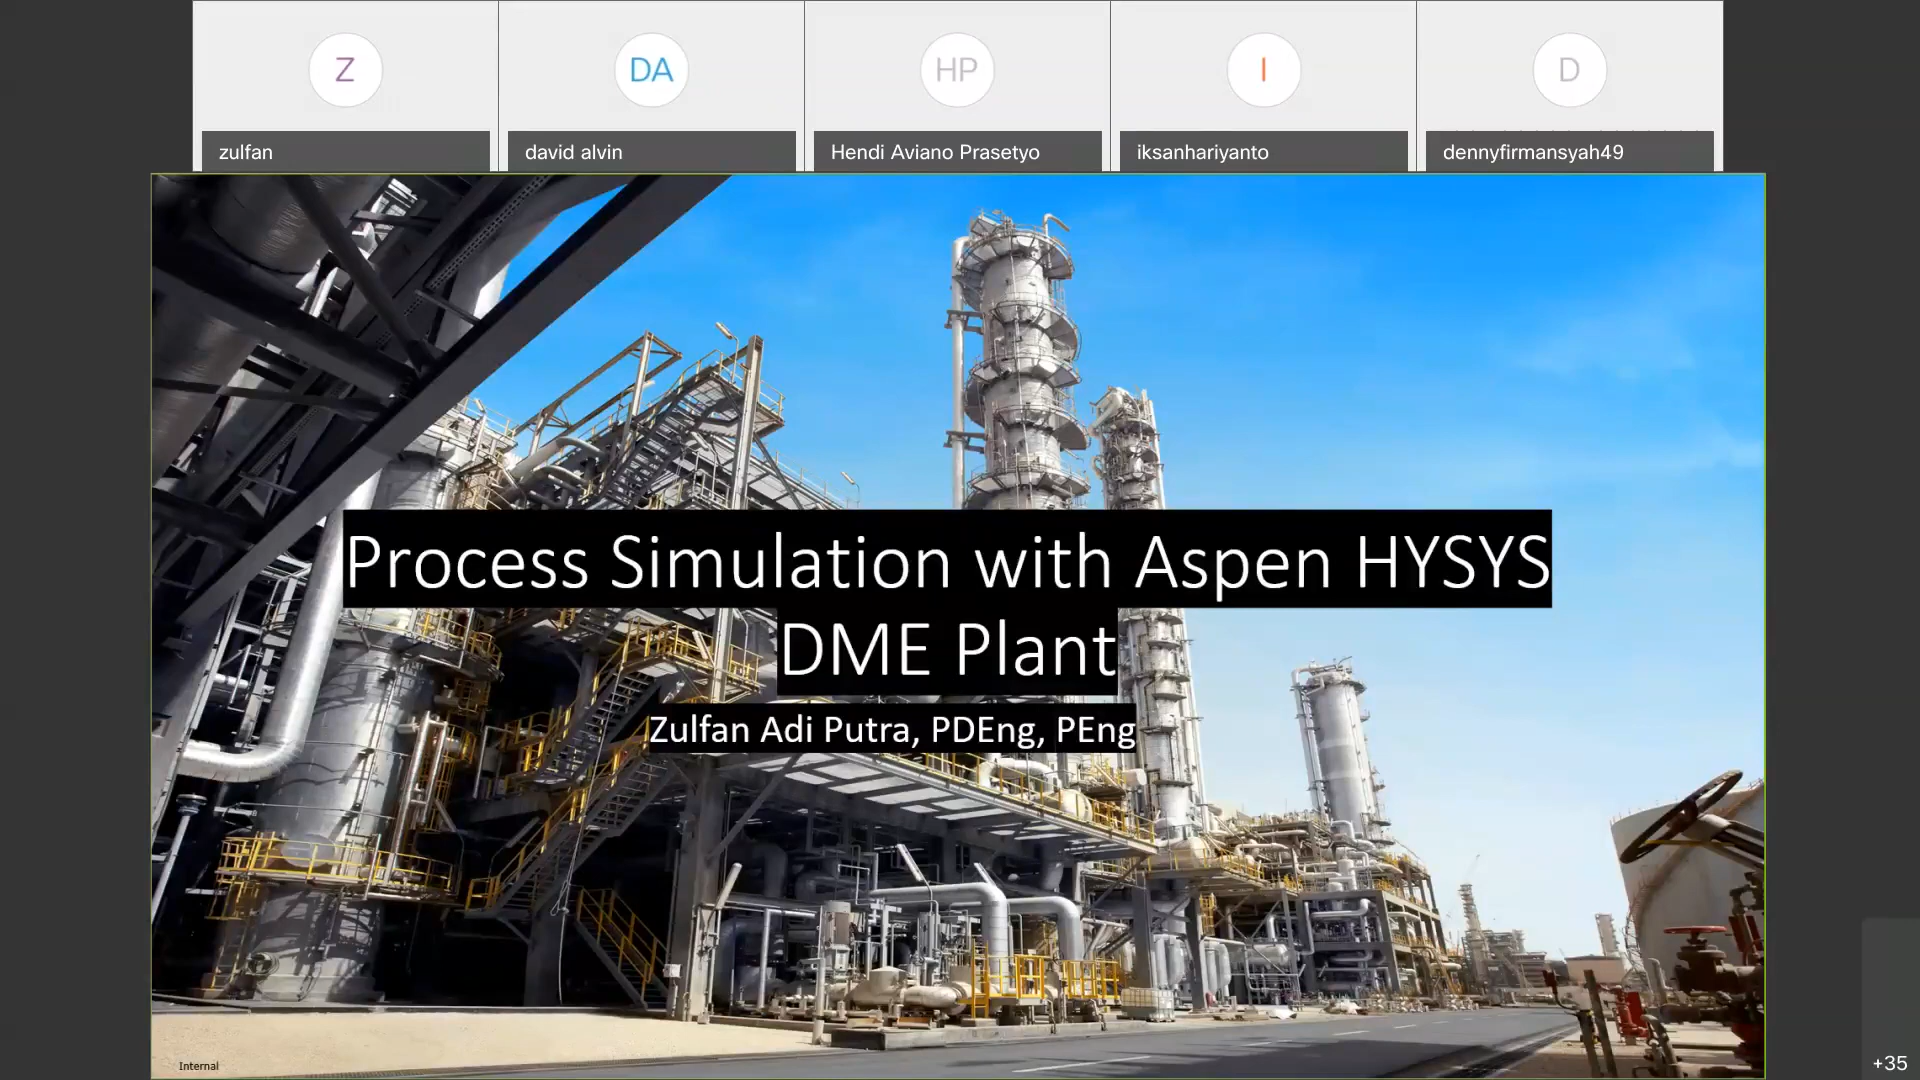 Z
DA
HP
I
D
zulfan
david alvin
Hendi Aviano Prasetyo
iksanhariyanto
dennyfirmansyah49
Process Simulation with Aspen HYSYS
DME Plant
Zulfan Adi Putra, PDEng, PEng
Internal
+35